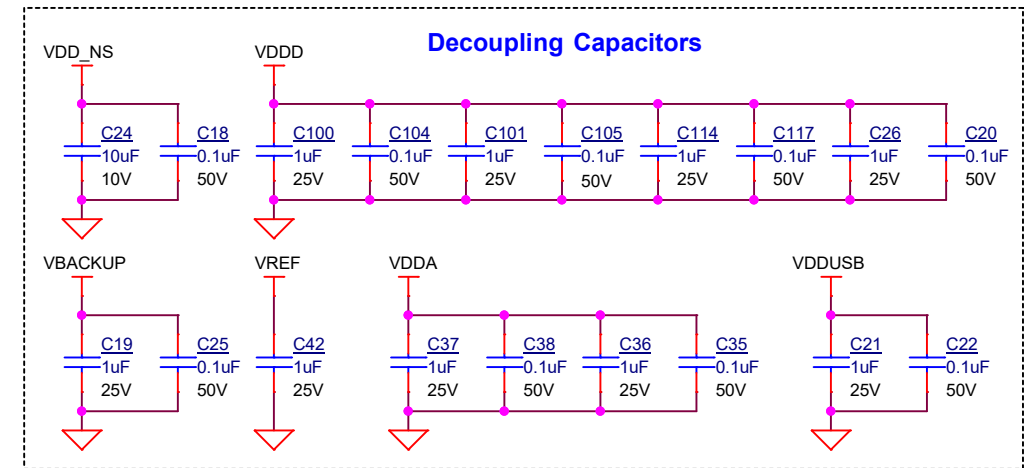 Decoupling Capacitors
VDD_NS
C24
10uF
10V
C18
0.1uF
50V
VDDD
C100
1uF
25V
C104
0.1uF
50V
C101
1uF
25V
C105
0.1uF
50V
C114
1uF
25V
C117
0.1uF
50V
C26
1uF
25V
C20
0.1uF
50V
VBACKUP
C19
1uF
25V
C25
0.1uF
50V
VREF
C42
1uF
25V
VDDA
C37
1uF
25V
C38
0.1uF
50V
C36
1uF
25V
C35
0.1uF
50V
VDDUSB
C21
1uF
25V
C22
0.1uF
50V